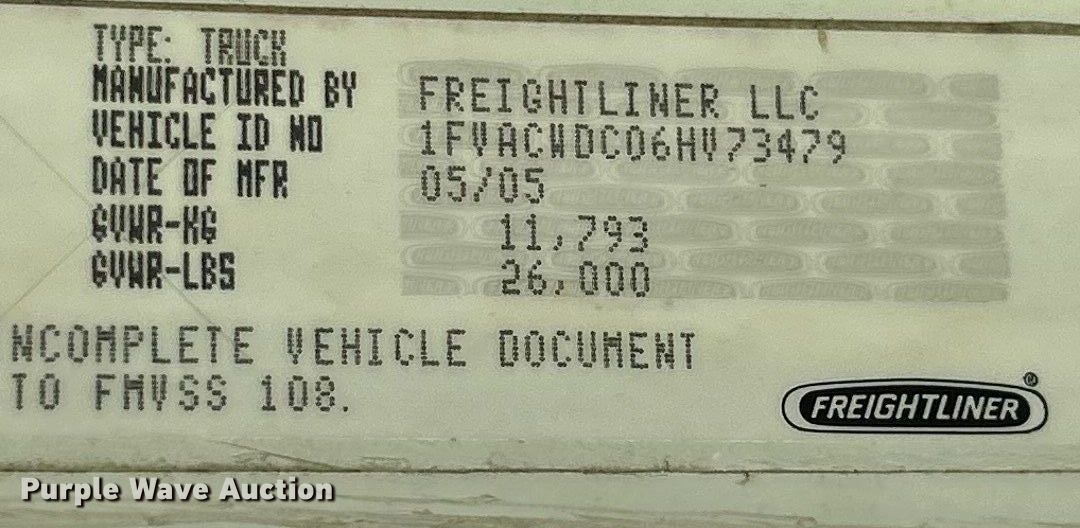 TYPE: TRUCK
MANUFACTURED BY FREIGHTLINER LLC
VEHICLE ID NO 1FVACWDC06HV73479
DATE OF MFR 05/05
GVWR-KG 11,793
GVWR-LBS 26,000
NCOMPLETE VEHICLE DOCUMENT
TO FMVSS 108.
FREIGHTLINER
Purple Wave Auction